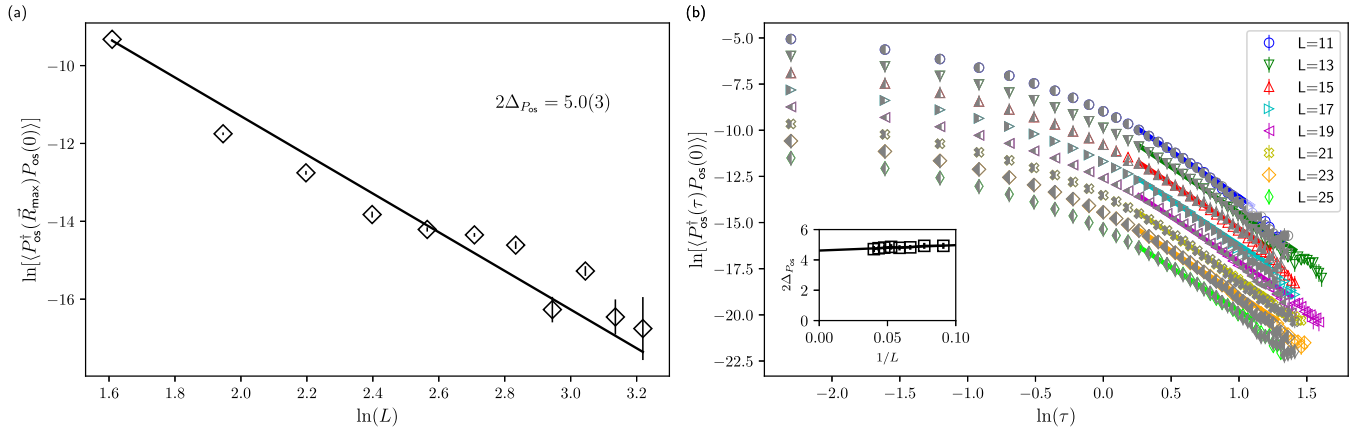 (a)
ln[⟨P†os(R⃗max)Pos(0)⟩]
−10
−12
−14
−16
2ΔPos = 5.0(3)
1.6 1.8 2.0 2.2 2.4 2.6 2.8 3.0 3.2
ln(L)
(b)
ln[⟨P†os(τ)Pos(0)⟩]
−5.0
−7.5
−10.0
−12.5
−15.0
−17.5
−20.0
−22.5
L=11
L=13
L=15
L=17
L=19
L=21
L=23
L=25
2ΔPos
6
4
2
0
0.00 0.05 0.10
1/L
−2.0 −1.5 −1.0 −0.5 0.0 0.5 1.0 1.5
ln(τ)